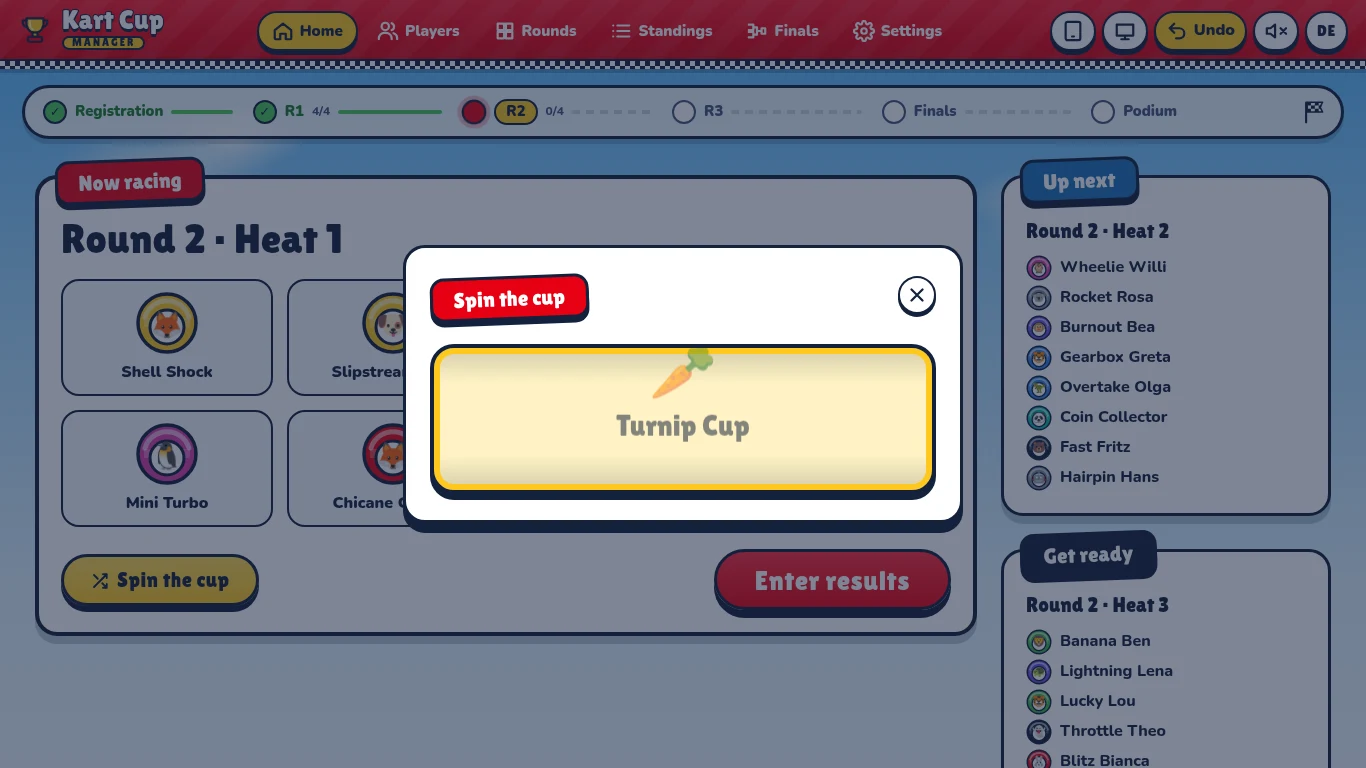 Kart Cup
MANAGER
Home
Players
Rounds
Standings
Finals
Settings
Undo
DE
Registration
R1 4/4
R2 0/4
R3
Finals
Podium
Now racing
Round 2 · Heat 1
Shell Shock
Mini Turbo
Spin the cup
Turnip Cup
Spin the cup
Enter results
Up next
Round 2 · Heat 2
Wheelie Willi
Rocket Rosa
Burnout Bea
Gearbox Greta
Overtake Olga
Coin Collector
Fast Fritz
Hairpin Hans
Get ready
Round 2 · Heat 3
Banana Ben
Lightning Lena
Lucky Lou
Throttle Theo
Blitz Bianca